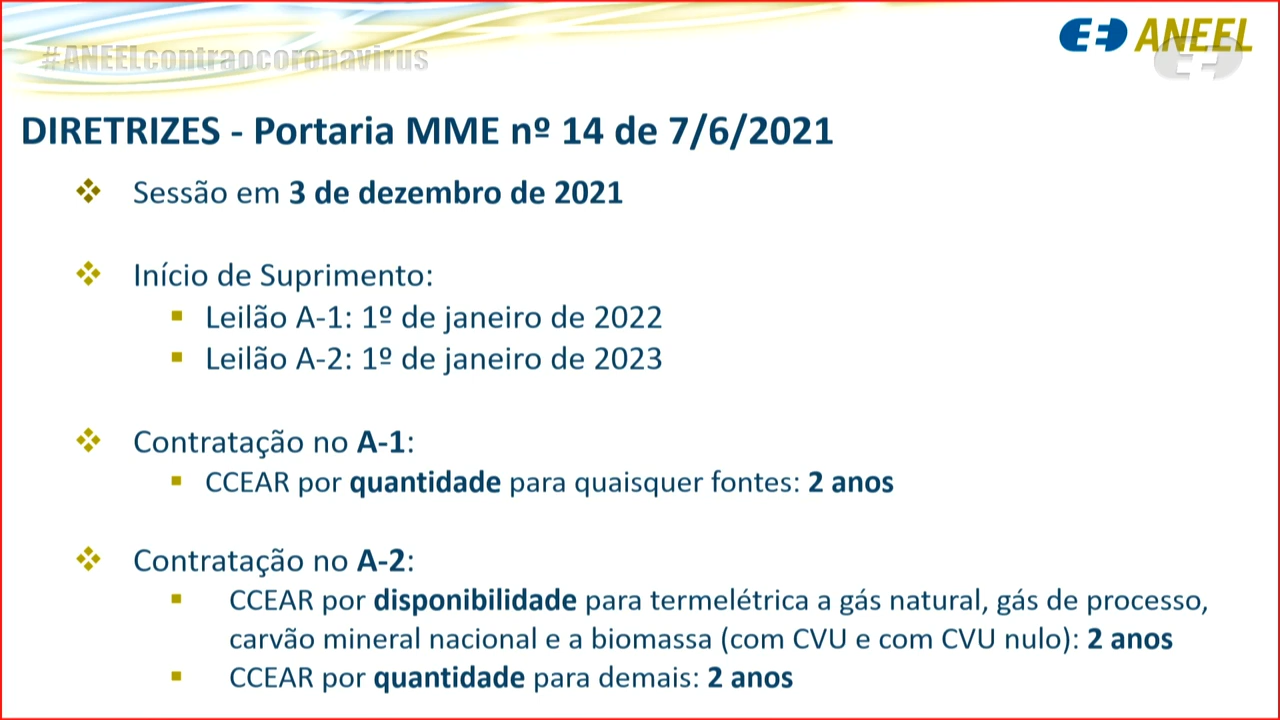 #ANEELcontraocoronavirus
ANEEL
DIRETRIZES - Portaria MME nº 14 de 7/6/2021
Sessão em 3 de dezembro de 2021
Início de Suprimento:
Leilão A-1: 1º de janeiro de 2022
Leilão A-2: 1º de janeiro de 2023
Contratação no A-1:
CCEAR por quantidade para quaisquer fontes: 2 anos
Contratação no A-2:
CCEAR por disponibilidade para termelétrica a gás natural, gás de processo,
carvão mineral nacional e a biomassa (com CVU e com CVU nulo): 2 anos
CCEAR por quantidade para demais: 2 anos